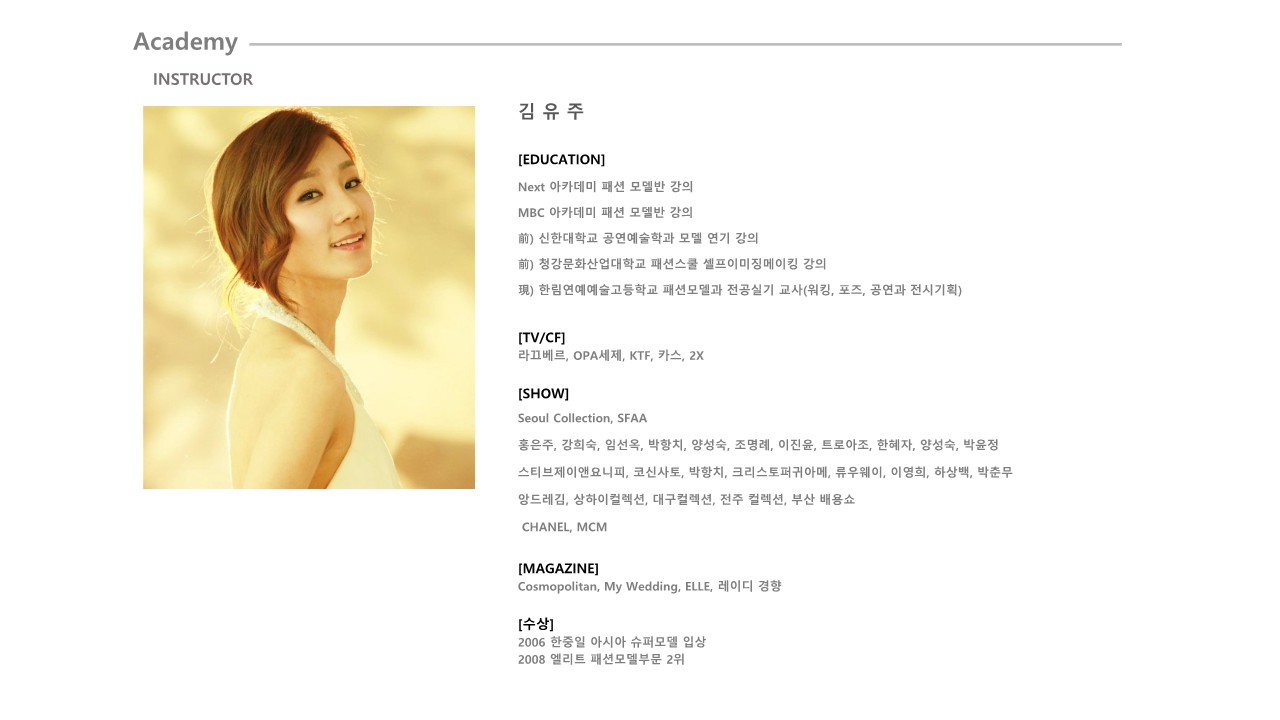 Academy
INSTRUCTOR
김 유 주
[EDUCATION]
Next 아카데미 패션 모델반 강의
MBC 아카데미 패션 모델반 강의
前) 신한대학교 공연예술학과 모델 연기 강의
前) 청강문화산업대학교 패션스쿨 셀프이미징메이킹 강의
現) 한림연예예술고등학교 패션모델과 전공실기 교사(워킹, 포즈, 공연과 전시기획)
[TV/CF]
라끄베르, OPA세제, KTF, 카스, 2X
[SHOW]
Seoul Collection, SFAA
홍은주, 강희숙, 임선옥, 박항치, 양성숙, 조명례, 이진윤, 트로아조, 한혜자, 양성숙, 박윤정
스티브제이앤요니피, 코신사토, 박항치, 크리스토퍼귀아메, 류우웨이, 이영희, 하상백, 박춘무
앙드레김, 상하이컬렉션, 대구컬렉션, 전주 컬렉션, 부산 배용쇼
CHANEL, MCM
[MAGAZINE]
Cosmopolitan, My Wedding, ELLE, 레이디 경향
[수상]
2006 한중일 아시아 슈퍼모델 입상
2008 엘리트 패션모델부문 2위